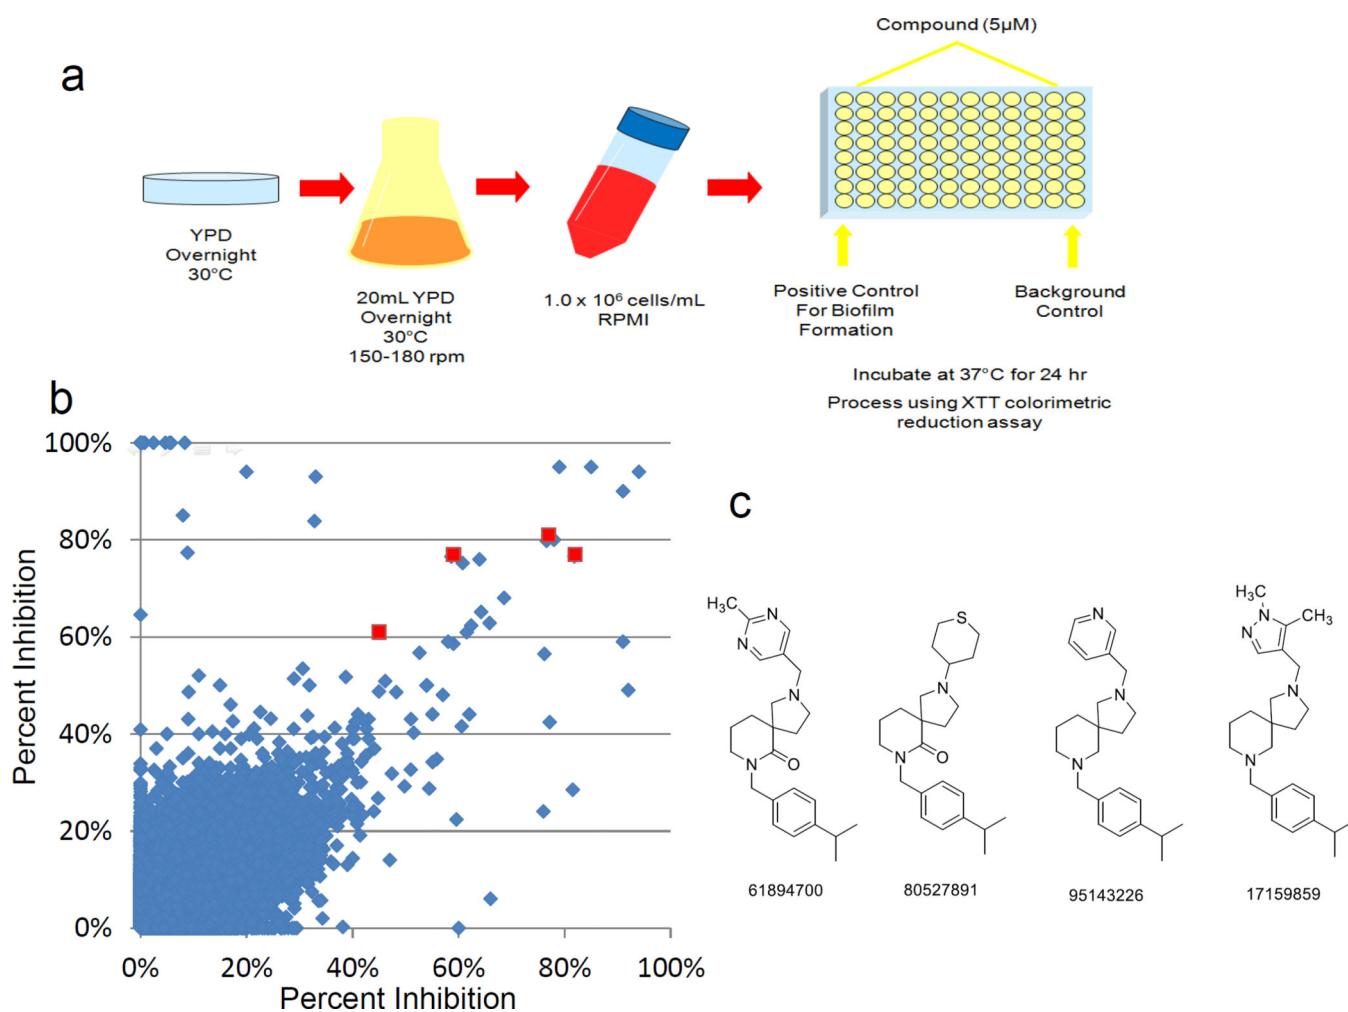 a
Compound (5µM)
YPD
Overnight
30°C
20mL YPD
Overnight
30°C
150-180 rpm
1.0 x 10⁶ cells/mL
RPMI
Positive Control
For Biofilm
Formation
Background
Control
Incubate at 37°C for 24 hr
Process using XTT colorimetric
reduction assay
b
100%
80%
60%
40%
20%
0%
Percent Inhibition
0% 20% 40% 60% 80% 100%
Percent Inhibition
c
H₃C
N
N
N
N
O
61894700
S
N
N
O
80527891
N
N
N
95143226
H₃C
N
N
CH₃
N
N
17159859